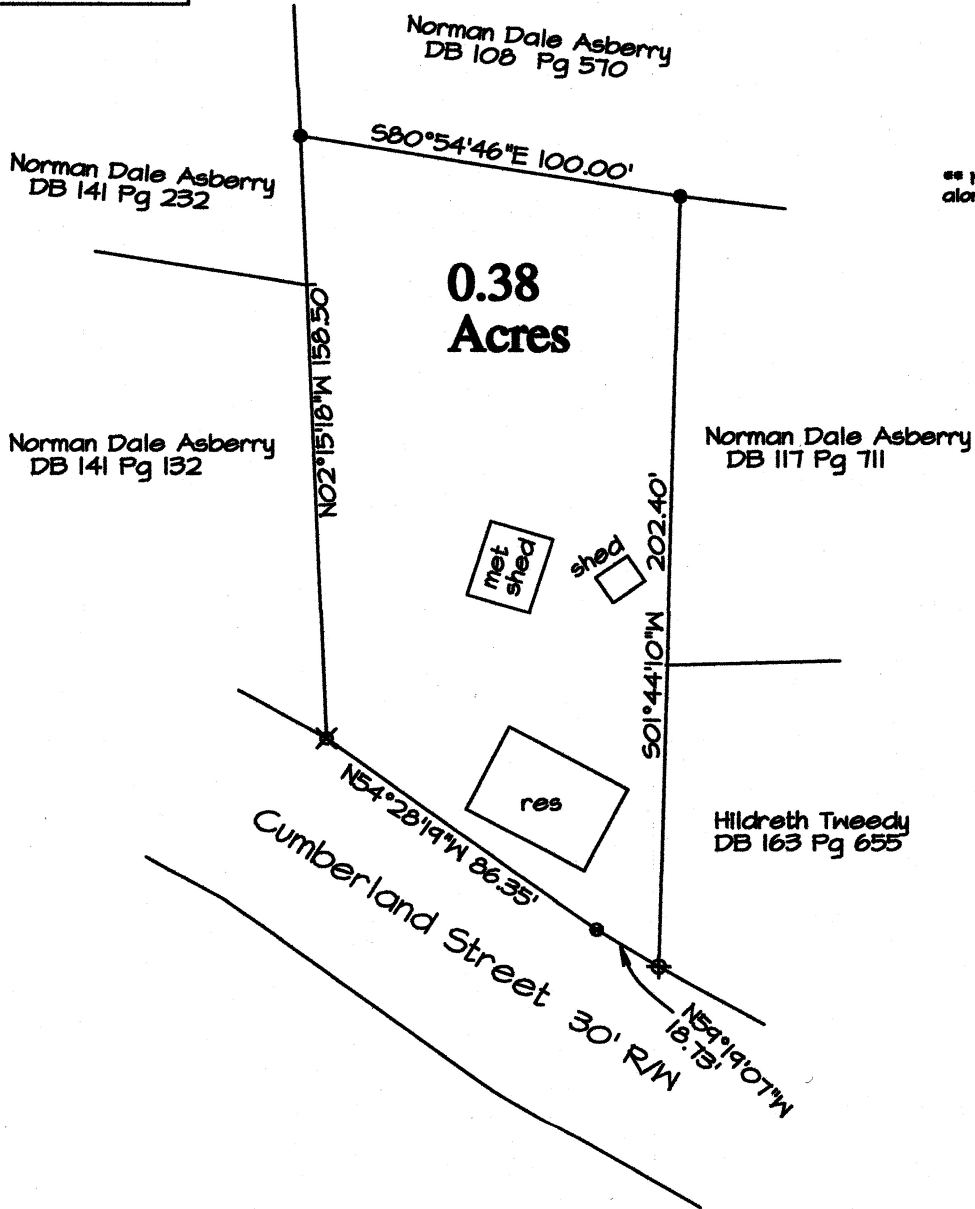 Norman Dale Asberry
DB 108 Pg 570
S80°54'46"E 100.00'
Norman Dale Asberry
DB 141 Pg 232
**
0.38
Acres
N02°15'18"W 158.50'
Norman Dale Asberry
DB 141 Pg 132
Norman Dale Asberry
DB 117 Pg 711
S01°44'10"W 202.40'
met
shed
shed
res
N54°28'19"W 86.35'
Hildreth Tweedy
DB 163 Pg 655
Cumberland Street 30' R/W
N59°19'07"W
18.73'